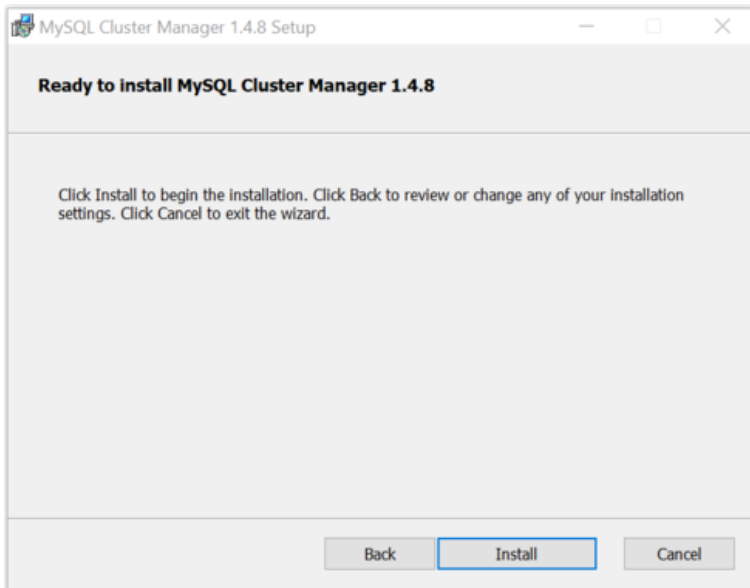 MySQL Cluster Manager 1.4.8 Setup
Ready to install MySQL Cluster Manager 1.4.8
Click Install to begin the installation. Click Back to review or change any of your installation
settings. Click Cancel to exit the wizard.
Back Install Cancel